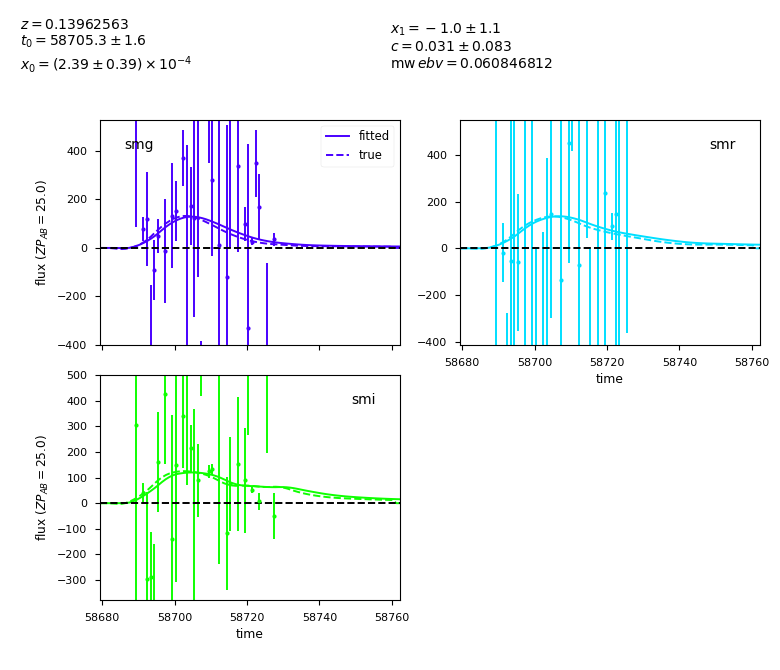 z = 0.13962563
t₀ = 58705.3 ± 1.6
x₀ = (2.39 ± 0.39) × 10⁻⁴
x₁ = −1.0 ± 1.1
c = 0.031 ± 0.083
mw ebv = 0.060846812
smg
fitted
true
400
200
0
−200
−400
flux (ZP_AB = 25.0)
smr
400
200
0
−200
−400
58680
58700
58720
58740
58760
time
smi
500
400
300
200
100
0
−100
−200
−300
flux (ZP_AB = 25.0)
58680
58700
58720
58740
58760
time